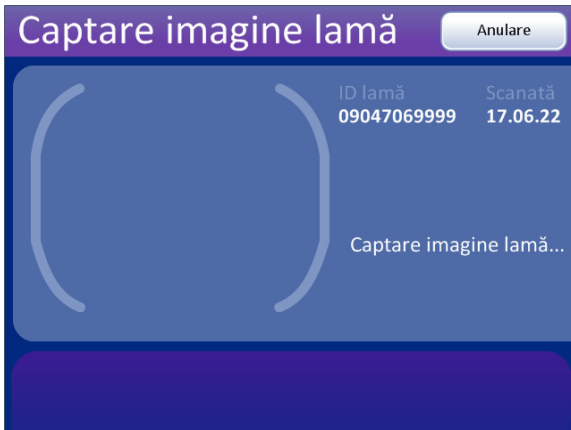 Captare imagine lamă
Anulare
ID lamă
Scanată
09047069999
17.06.22
Captare imagine lamă...